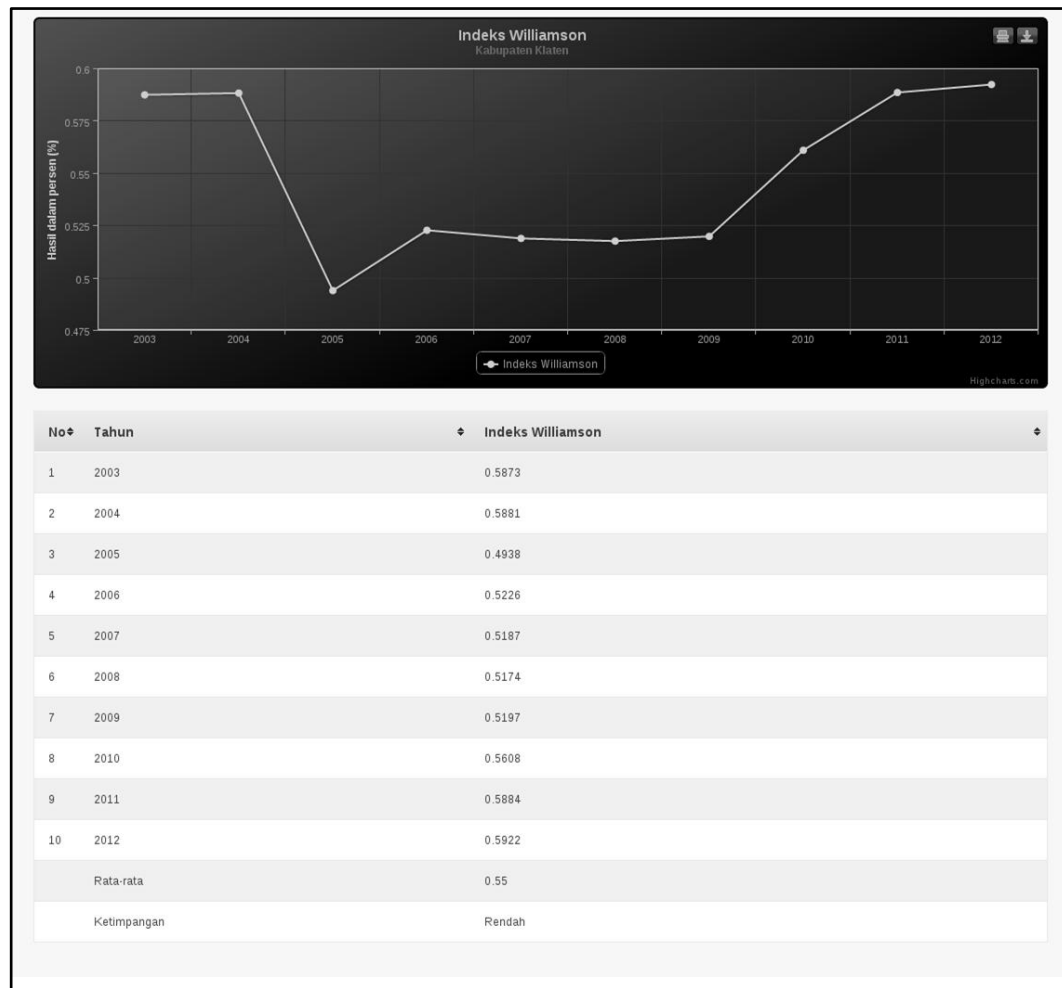 Indeks Williamson
Kabupaten Klaten
Hasil dalam persen (%)
0.6
0.575
0.55
0.525
0.5
0.475
2003 2004 2005 2006 2007 2008 2009 2010 2011 2012
Indeks Williamson
Highcharts.com
No Tahun Indeks Williamson
1 2003 0.5873
2 2004 0.5881
3 2005 0.4938
4 2006 0.5226
5 2007 0.5187
6 2008 0.5174
7 2009 0.5197
8 2010 0.5608
9 2011 0.5884
10 2012 0.5922
Rata-rata 0.55
Ketimpangan Rendah